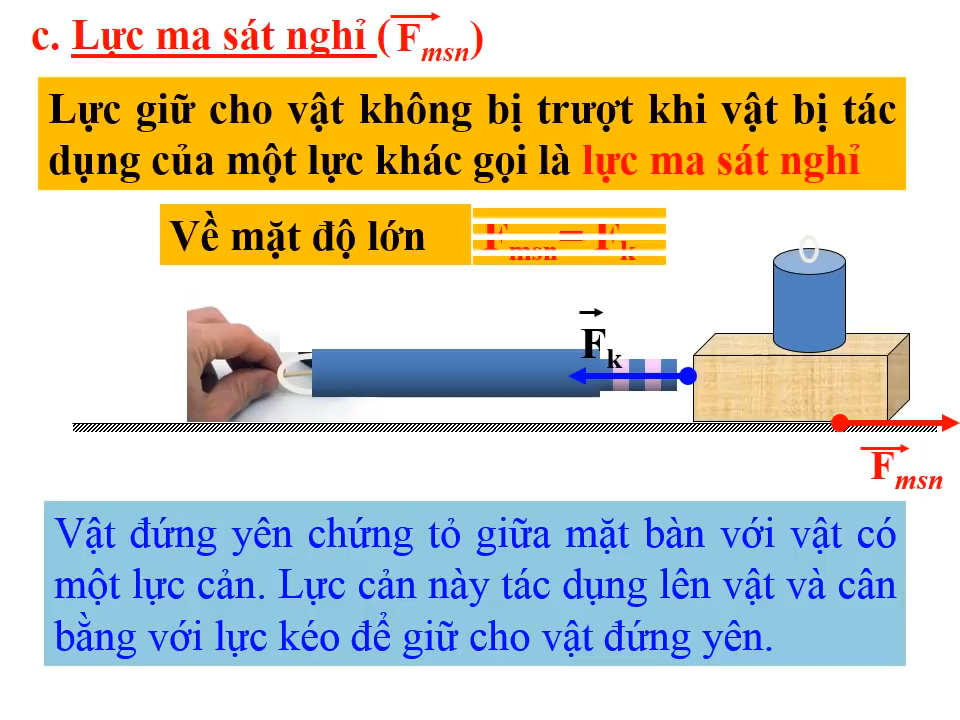 c. Lực ma sát nghỉ (Fmsn)
Lực giữ cho vật không bị trượt khi vật bị tác
dụng của một lực khác gọi là lực ma sát nghỉ
Về mặt độ lớn Fmsn= Fk
Fk
Fmsn
Vật đứng yên chứng tỏ giữa mặt bàn với vật có
một lực cản. Lực cản này tác dụng lên vật và cân
bằng với lực kéo để giữ cho vật đứng yên.